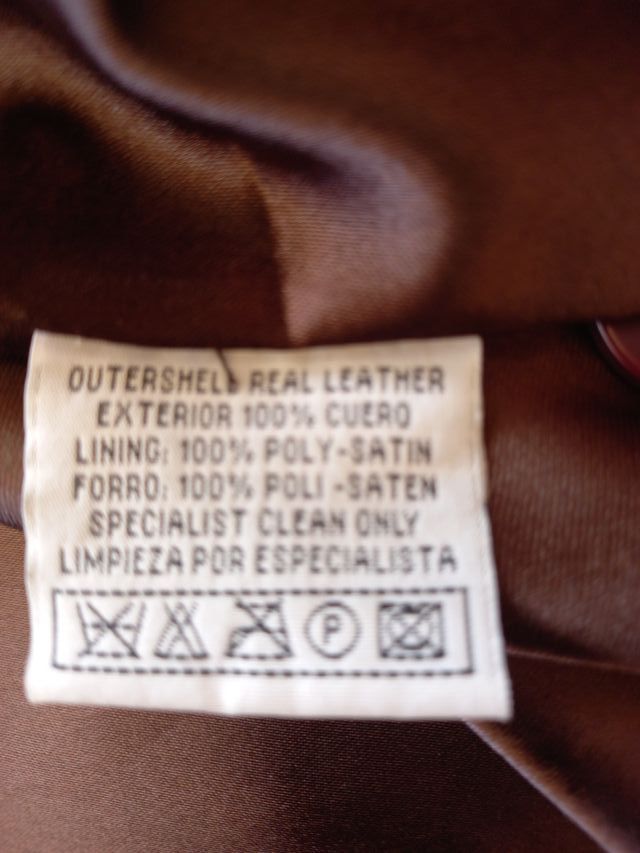 OUTERSHELL REAL LEATHER
EXTERIOR 100% CUERO
LINING: 100% POLY-SATIN
FORRO: 100% POLI-SATEN
SPECIALIST CLEAN ONLY
LIMPIEZA POR ESPECIALISTA
P